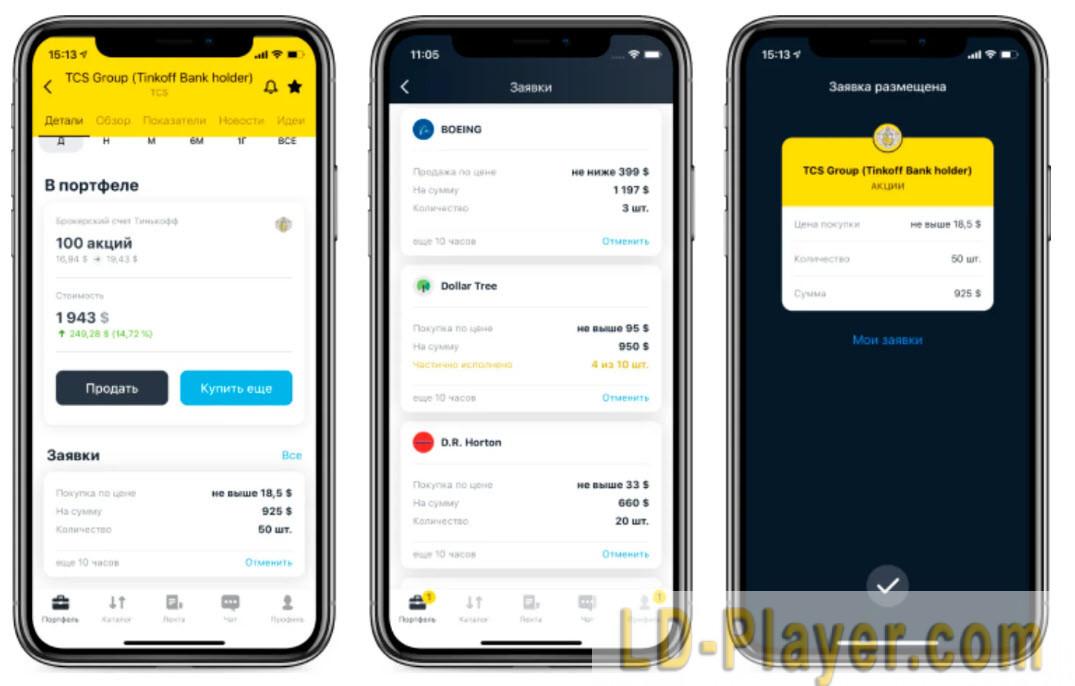 15:13
TCS Group (Tinkoff Bank holder)
TCS
Детали Обзор Показатели Новости Идеи
Д Н М 6М 1Г ВСЕ
В портфеле
Брокерский счет Тинькофф
100 акций
16,94 $ → 19,43 $
Стоимость
1 943 $
↑ 249,28 $ (14,72 %)
Продать Купить еще
Заявки Все
Покупка по цене не выше 18,5 $
На сумму 925 $
Количество 50 шт.
еще 10 часов Отменить
Портфель Каталог Лента Чат Профиль
11:05
Заявки
BOEING
Продажа по цене не ниже 399 $
На сумму 1 197 $
Количество 3 шт.
еще 10 часов Отменить
Dollar Tree
Покупка по цене не выше 95 $
На сумму 950 $
Частично исполнено 4 из 10 шт.
еще 10 часов Отменить
D.R. Horton
Покупка по цене не выше 33 $
На сумму 660 $
Количество 20 шт.
еще 10 часов Отменить
1 1
Портфель Каталог Лента Чат Профиль
15:13
Заявка размещена
TCS Group (Tinkoff Bank holder)
АКЦИИ
Цена покупки не выше 18,5 $
Количество 50 шт.
Сумма 925 $
Мои заявки
LD-Player.com